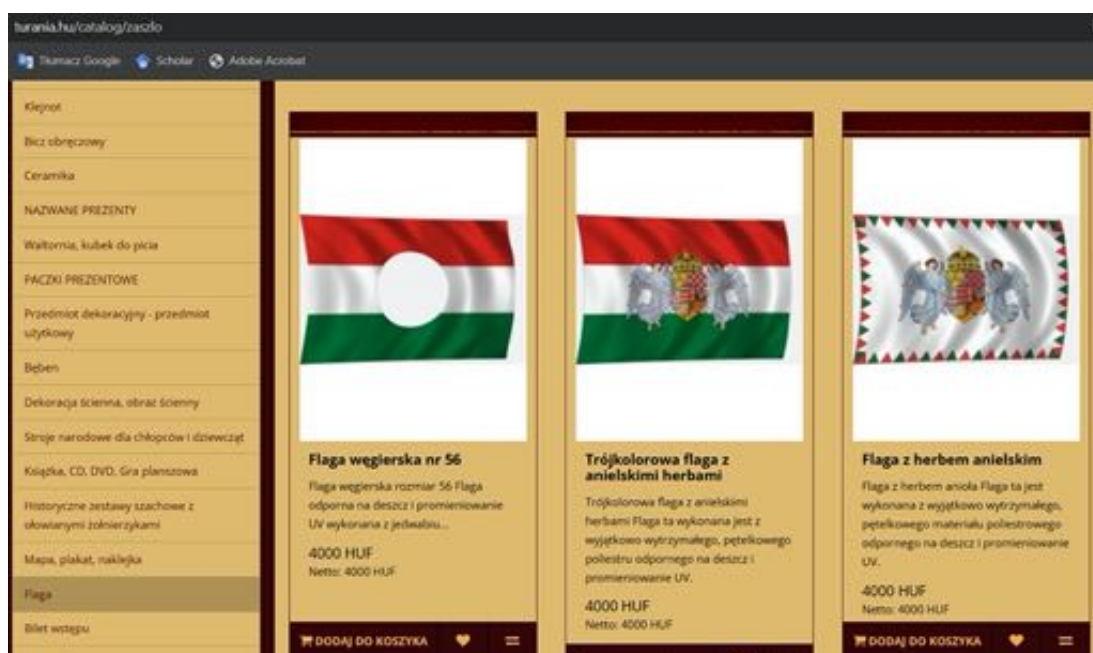 turania.hu/catalog/zaszlo
Tłumacz Google Scholar Adobe Acrobat
Klejnot
Bicz obręczowy
Ceramika
NAZWANE PREZENTY
Waltornia, kubek do picia
PACZKI PREZENTOWE
Przedmiot dekoracyjny - przedmiot
użytkowy
Bęben
Dekoracja ścienna, obraz ścienny
Stroje narodowe dla chłopców i dziewcząt
Książka, CD, DVD, Gra planszowa
Historyczne zestawy szachowe z
ołowianymi żołnierzykami
Mapa, plakat, naklejka
Flaga
Bilet wstępu
Flaga węgierska nr 56
Flaga węgierska rozmiar 56 Flaga
odporna na deszcz i promieniowanie
UV wykonana z jedwabiu...
4000 HUF
Netto: 4000 HUF
DODAJ DO KOSZYKA
Trójkolorowa flaga z
anielskimi herbami
Trójkolorowa flaga z anielskimi
herbami Flaga ta wykonana jest z
wyjątkowo wytrzymałego, pętelkowego
poliestru odpornego na deszcz i
promieniowanie UV.
4000 HUF
Netto: 4000 HUF
Flaga z herbem anielskim
Flaga z herbem anioła Flaga ta jest
wykonana z wyjątkowo wytrzymałego,
pętelkowego materiału poliestrowego
odpornego na deszcz i promieniowanie
UV.
4000 HUF
Netto: 4000 HUF
DODAJ DO KOSZYKA